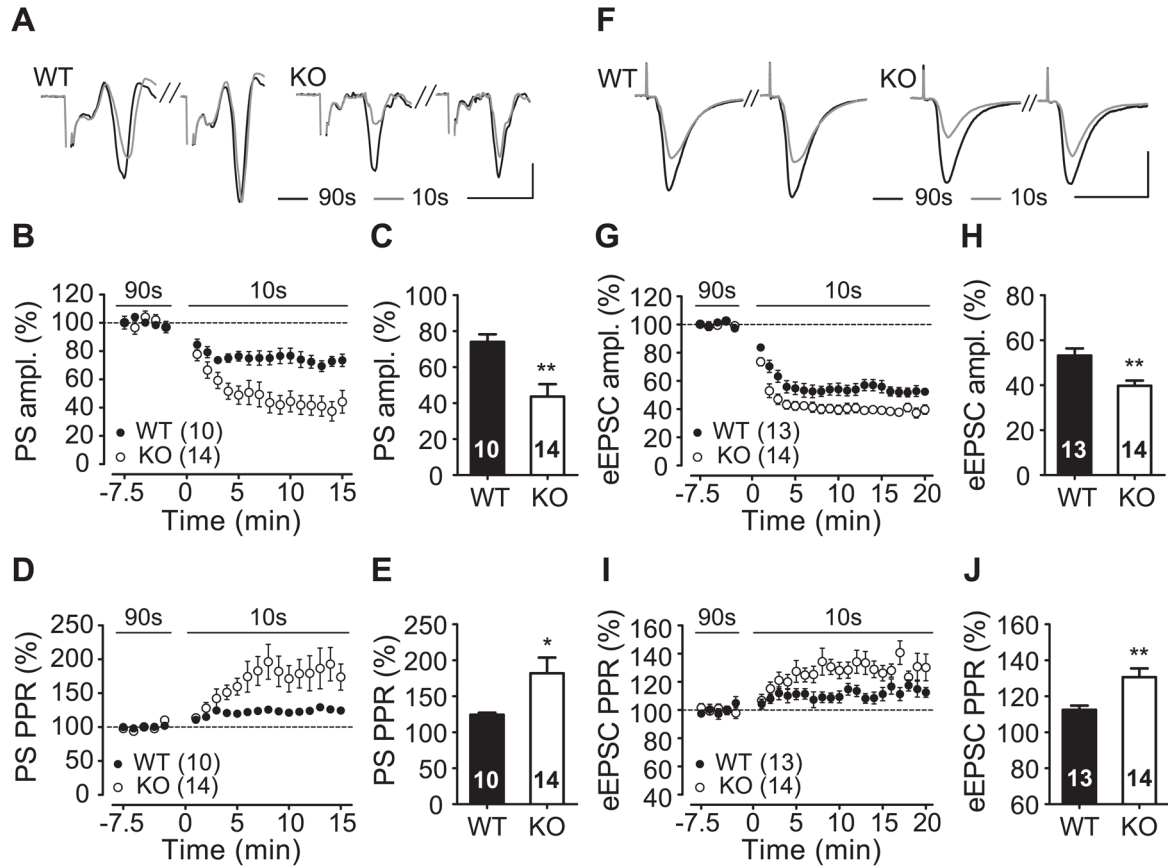 A
WT
KO
90s 10s
F
WT
KO
90s 10s
B
PS ampl. (%)
120
100
80
60
40
20
0
90s 10s
WT (10)
KO (14)
-7.5 0 5 10 15
Time (min)
C
PS ampl. (%)
100
80
60
40
20
0
**
10 14
WT KO
G
eEPSC ampl. (%)
120
100
80
60
40
20
0
90s 10s
WT (13)
KO (14)
-7.5 0 5 10 15 20
Time (min)
H
eEPSC ampl. (%)
80
60
40
20
0
**
13 14
WT KO
D
PS PPR (%)
250
200
150
100
50
0
90s 10s
WT (10)
KO (14)
-7.5 0 5 10 15
Time (min)
E
PS PPR (%)
250
200
150
100
50
0
*
10 14
WT KO
I
eEPSC PPR (%)
160
140
120
100
80
60
40
90s 10s
WT (13)
KO (14)
-7.5 0 5 10 15 20
Time (min)
J
eEPSC PPR (%)
160
140
120
100
80
60
**
13 14
WT KO